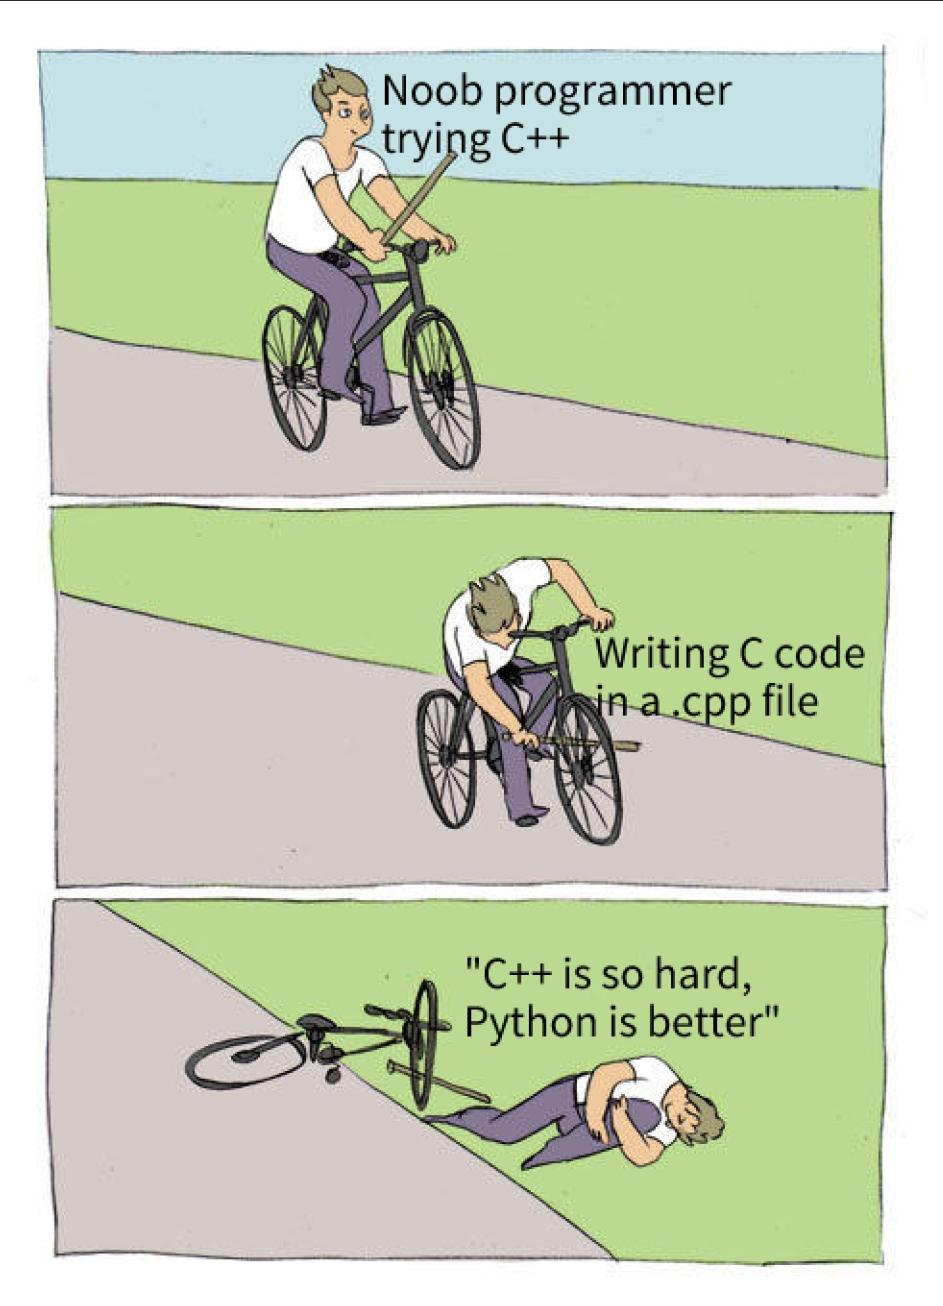 Noob programmer
trying C++
Writing C code
in a .cpp file
"C++ is so hard,
Python is better"